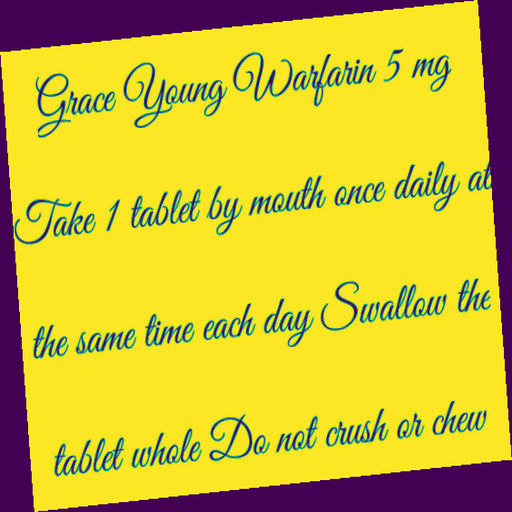 Grace Young Warfarin 5 mg
Take 1 tablet by mouth once daily at
the same time each day Swallow the
tablet whole Do not crush or chew